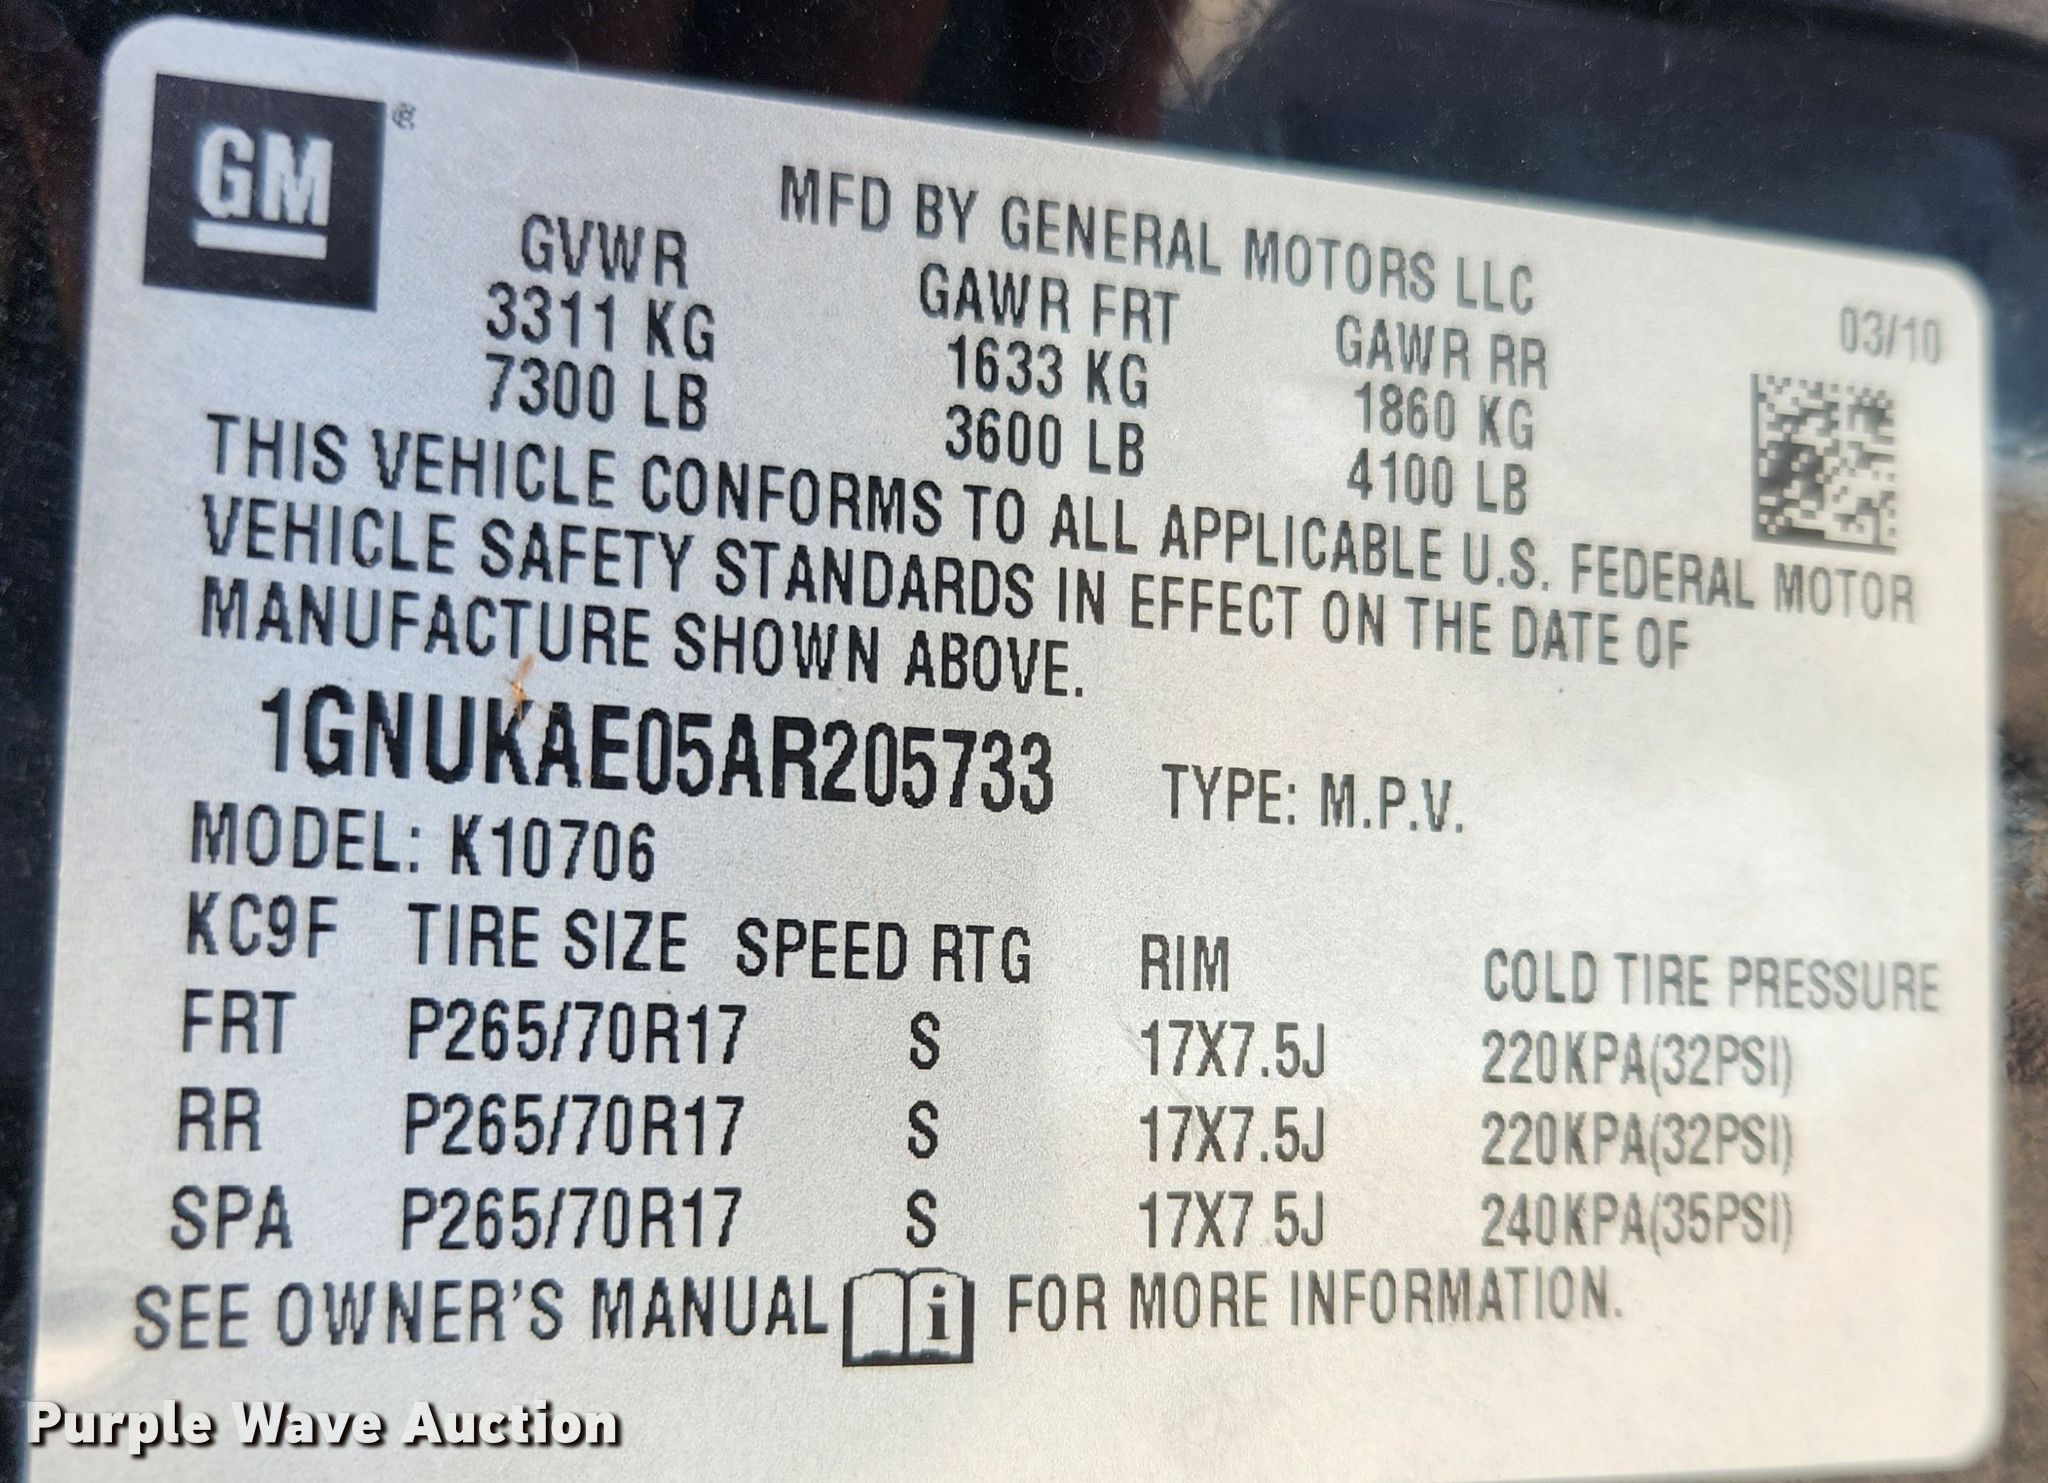 GM
MFD BY GENERAL MOTORS LLC
03/10
GVWR GAWR FRT GAWR RR
3311 KG 1633 KG 1860 KG
7300 LB 3600 LB 4100 LB
THIS VEHICLE CONFORMS TO ALL APPLICABLE U.S. FEDERAL MOTOR
VEHICLE SAFETY STANDARDS IN EFFECT ON THE DATE OF
MANUFACTURE SHOWN ABOVE.
1GNUKAE05AR205733 TYPE: M.P.V.
MODEL: K10706
KC9F TIRE SIZE SPEED RTG RIM COLD TIRE PRESSURE
FRT P265/70R17 S 17X7.5J 220KPA(32PSI)
RR P265/70R17 S 17X7.5J 220KPA(32PSI)
SPA P265/70R17 S 17X7.5J 240KPA(35PSI)
SEE OWNER'S MANUAL i FOR MORE INFORMATION.
Purple Wave Auction